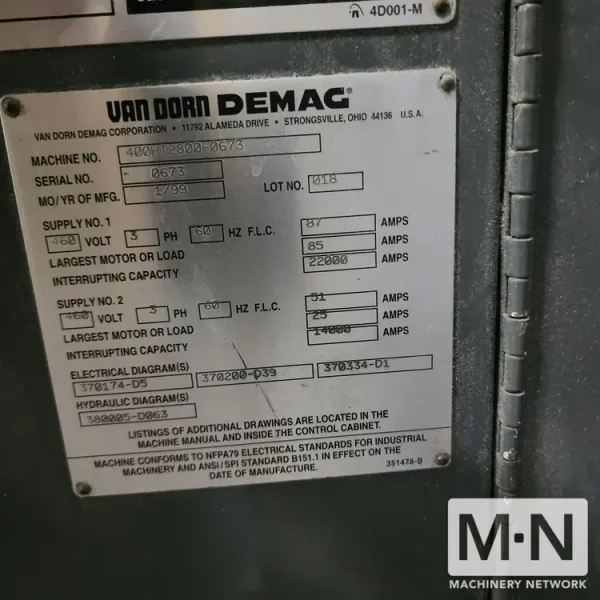 4D001-M
VAN DORN DEMAG®
VAN DORN DEMAG CORPORATION • 11792 ALAMEDA DRIVE • STRONGSVILLE, OHIO 44136 U.S.A.
MACHINE NO. 400HT2800-0673
SERIAL NO. 0673
MO/YR OF MFG. 1/99 LOT NO. 018
SUPPLY NO. 1
460 VOLT 3 PH 60 HZ F.L.C. 87 AMPS
LARGEST MOTOR OR LOAD 85 AMPS
INTERRUPTING CAPACITY 22000 AMPS
SUPPLY NO. 2
460 VOLT 3 PH 60 HZ F.L.C. 51 AMPS
LARGEST MOTOR OR LOAD 25 AMPS
INTERRUPTING CAPACITY 14000 AMPS
ELECTRICAL DIAGRAM(S)
370174-D5 370200-D39 370334-D1
HYDRAULIC DIAGRAM(S)
380005-D063
LISTINGS OF ADDITIONAL DRAWINGS ARE LOCATED IN THE
MACHINE MANUAL AND INSIDE THE CONTROL CABINET.
MACHINE CONFORMS TO NFPA79 ELECTRICAL STANDARDS FOR INDUSTRIAL
MACHINERY AND ANSI/SPI STANDARD B151.1 IN EFFECT ON THE
DATE OF MANUFACTURE.
351478-B
M·N
MACHINERY NETWORK